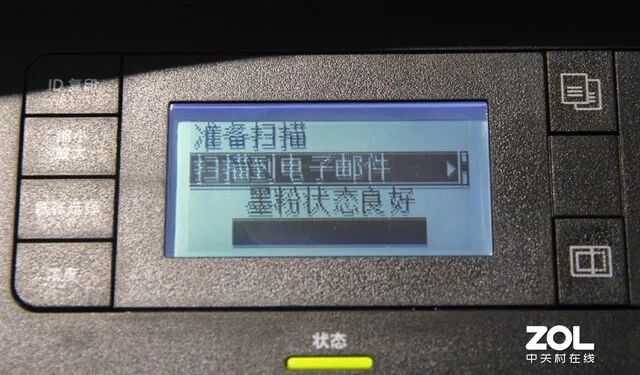 ID 复印
准备扫描
扫描到电子邮件
墨粉状态良好
状态
ZOL
中关村在线